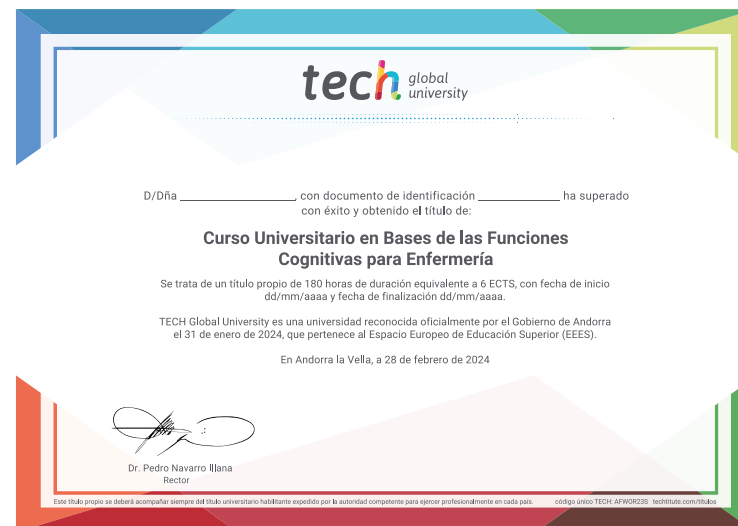 tech global university
D/Dña ____________________, con documento de identificación ______________ ha superado
con éxito y obtenido el título de:
Curso Universitario en Bases de las Funciones
Cognitivas para Enfermería
Se trata de un título propio de 180 horas de duración equivalente a 6 ECTS, con fecha de inicio
dd/mm/aaaa y fecha de finalización dd/mm/aaaa.
TECH Global University es una universidad reconocida oficialmente por el Gobierno de Andorra
el 31 de enero de 2024, que pertenece al Espacio Europeo de Educación Superior (EEES).
En Andorra la Vella, a 28 de febrero de 2024
Dr. Pedro Navarro Illana
Rector
Este título propio se deberá acompañar siempre del título universitario habilitante expedido por la autoridad competente para ejercer profesionalmente en cada país. código único TECH: AFWOR23S techtitute.com/titulos